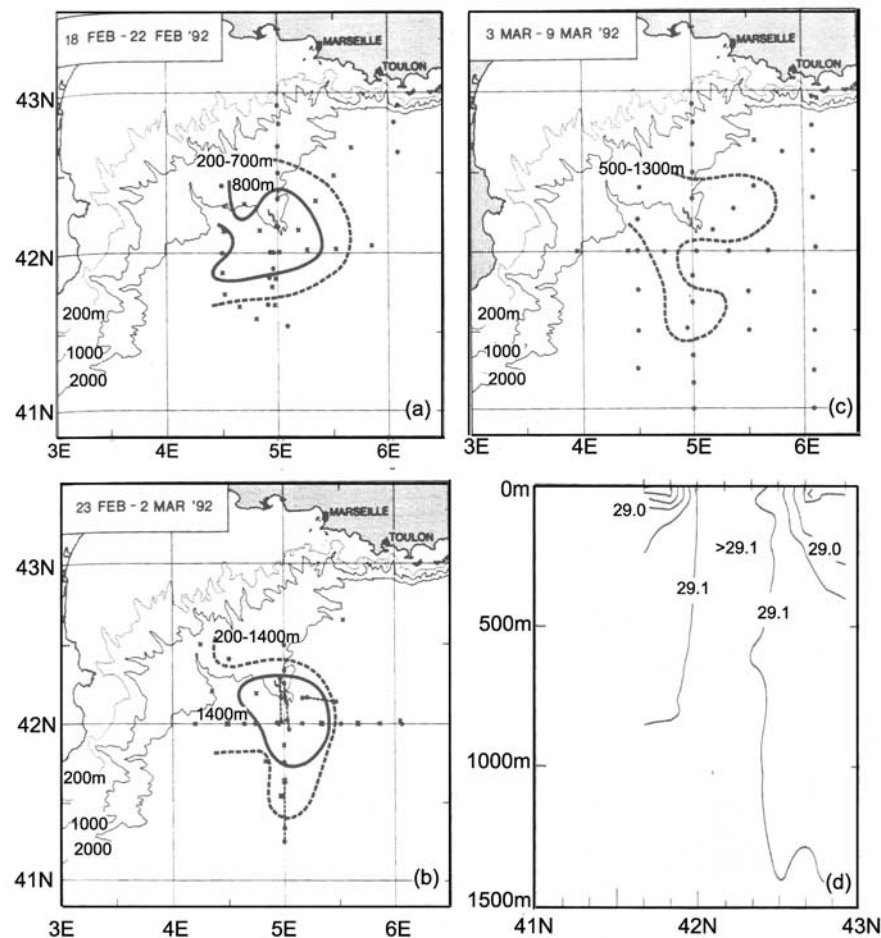 18 FEB - 22 FEB '92
MARSEILLE
TOULON
43N
200-700m
800m
42N
200m
1000
2000
41N
(a)
3E
4E
5E
6E
3 MAR - 9 MAR '92
MARSEILLE
TOULON
500-1300m
200m
1000
2000
(c)
3E
4E
5E
6E
23 FEB - 2 MAR '92
MARSEILLE
TOULON
43N
200-1400m
1400m
42N
200m
1000
2000
41N
(b)
3E
4E
5E
6E
0m
29.0
>29.1
29.0
29.1
29.1
500m
1000m
1500m
(d)
41N
42N
43N